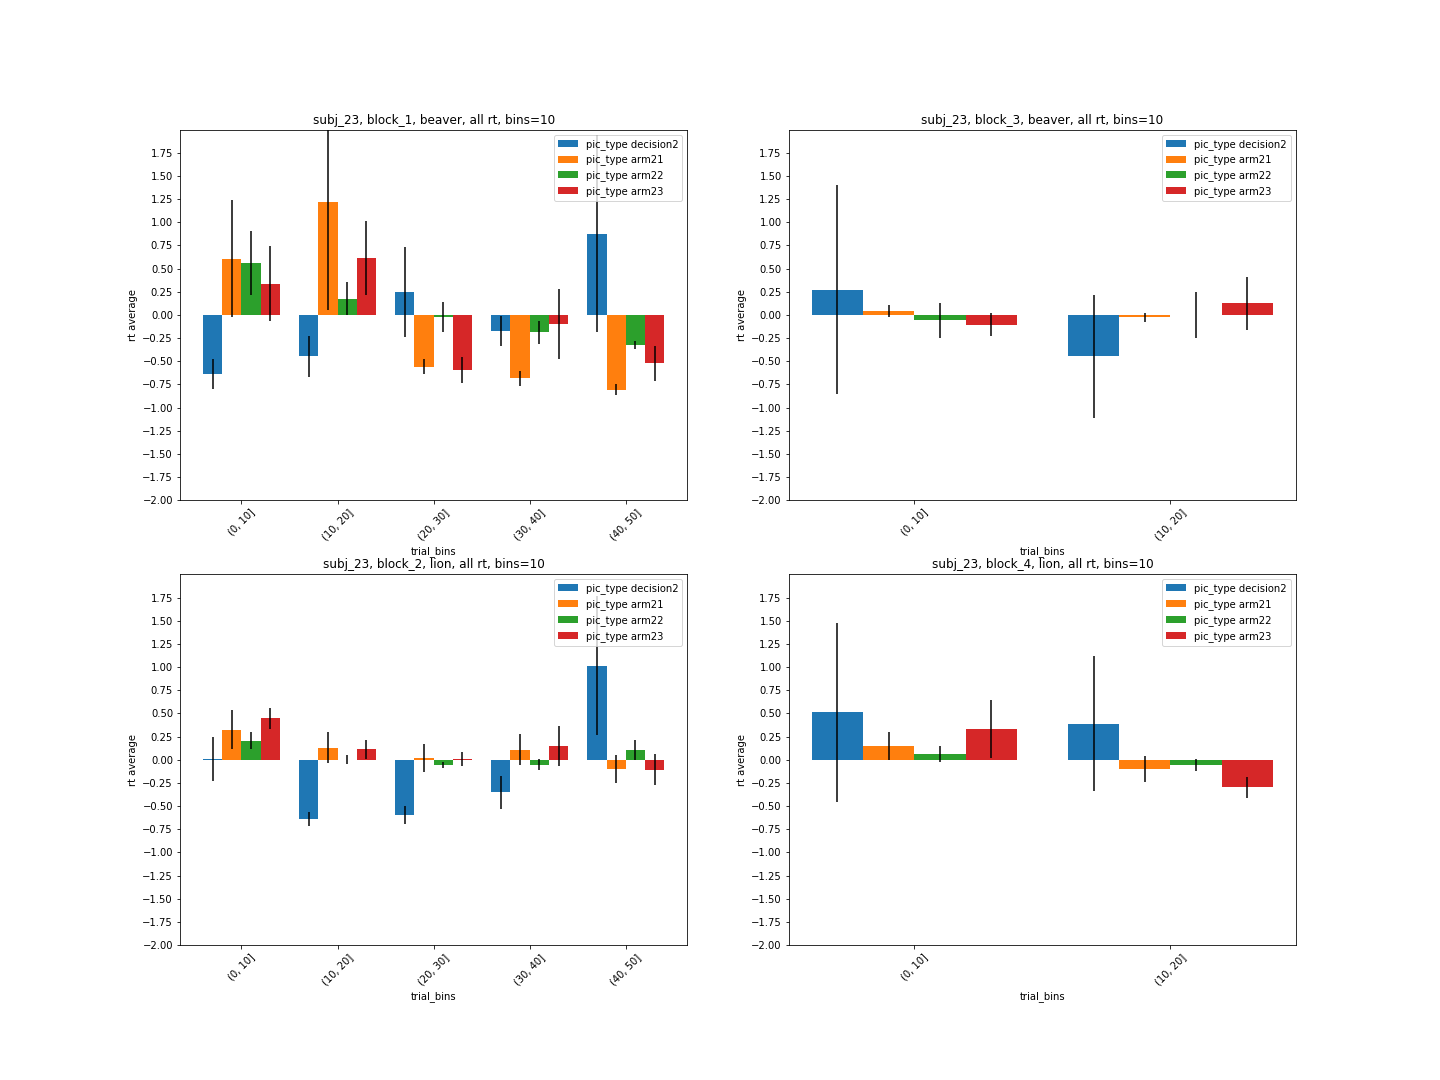 subj_23, block_1, beaver, all rt, bins=10
1.75
1.50
1.25
1.00
0.75
0.50
0.25
0.00
−0.25
−0.50
−0.75
−1.00
−1.25
−1.50
−1.75
−2.00
rt average
pic_type decision2
pic_type arm21
pic_type arm22
pic_type arm23
(0, 10]
(10, 20]
(20, 30]
(30, 40]
(40, 50]
trial_bins
subj_23, block_3, beaver, all rt, bins=10
1.75
1.50
1.25
1.00
0.75
0.50
0.25
0.00
−0.25
−0.50
−0.75
−1.00
−1.25
−1.50
−1.75
−2.00
rt average
pic_type decision2
pic_type arm21
pic_type arm22
pic_type arm23
(0, 10]
(10, 20]
trial_bins
subj_23, block_2, lion, all rt, bins=10
1.75
1.50
1.25
1.00
0.75
0.50
0.25
0.00
−0.25
−0.50
−0.75
−1.00
−1.25
−1.50
−1.75
−2.00
rt average
pic_type decision2
pic_type arm21
pic_type arm22
pic_type arm23
(0, 10]
(10, 20]
(20, 30]
(30, 40]
(40, 50]
trial_bins
subj_23, block_4, lion, all rt, bins=10
1.75
1.50
1.25
1.00
0.75
0.50
0.25
0.00
−0.25
−0.50
−0.75
−1.00
−1.25
−1.50
−1.75
−2.00
rt average
pic_type decision2
pic_type arm21
pic_type arm22
pic_type arm23
(0, 10]
(10, 20]
trial_bins